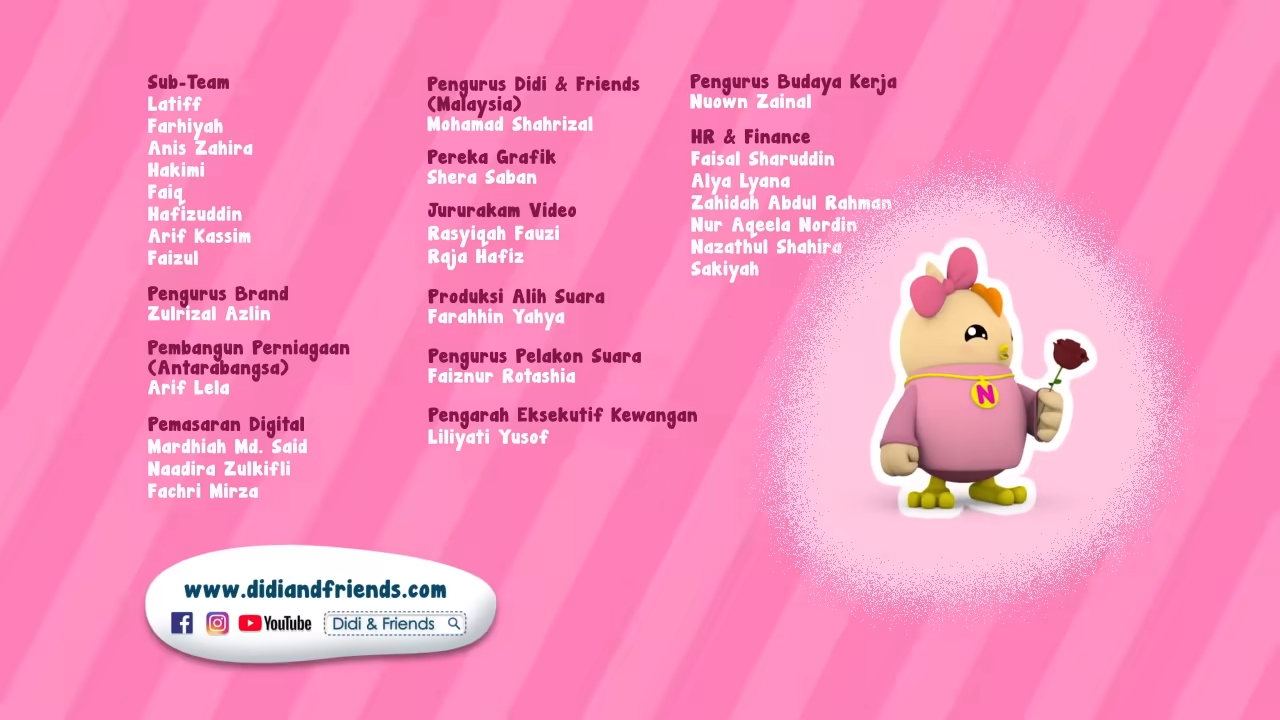 Sub-Team
Latiff
Farhiyah
Anis Zahira
Hakimi
Faiq
Hafizuddin
Arif Kassim
Faizul
Pengurus Brand
Zulrizal Azlin
Pembangun Perniagaan
(Antarabangsa)
Arif Lela
Pemasaran Digital
Mardhiah Md. Said
Naadira Zulkifli
Fachri Mirza
Pengurus Didi & Friends
(Malaysia)
Mohamad Shahrizal
Pereka Grafik
Shera Saban
Jururakam Video
Rasyiqah Fauzi
Raja Hafiz
Produksi Alih Suara
Farahhin Yahya
Pengurus Pelakon Suara
Faiznur Rotashia
Pengarah Eksekutif Kewangan
Liliyati Yusof
Pengurus Budaya Kerja
Nuown Zainal
HR & Finance
Faisal Sharuddin
Alya Lyana
Zahidah Abdul Rahman
Nur Aqeela Nordin
Nazathul Shahira
Sakiyah
N
www.didiandfriends.com
YouTube Didi & Friends